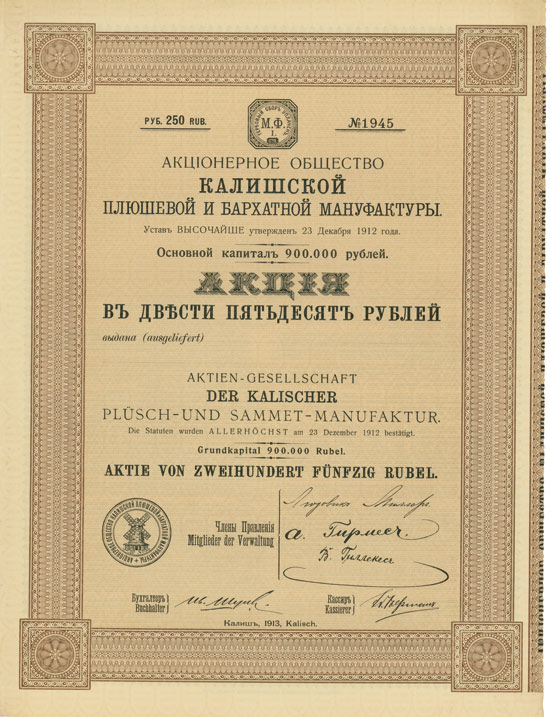 РУБ. 250 RUB.
М.Ф.
1.
№1945
АКЦІОНЕРНОЕ ОБЩЕСТВО
КАЛИШСКОЙ
ПЛЮШЕВОЙ И БАРХАТНОЙ МАНУФАКТУРЫ.
Уставъ ВЫСОЧАЙШЕ утвержденъ 23 Декабря 1912 года.
Основной капиталъ 900.000 рублей.
АКЦІЯ
ВЪ ДВѢСТИ ПЯТЬДЕСЯТЪ РУБЛЕЙ
выдана (ausgeliefert)
AKTIEN-GESELLSCHAFT
DER KALISCHER
PLÜSCH-UND SAMMET-MANUFAKTUR.
Die Statuten wurden ALLERHÖCHST am 23 Dezember 1912 bestätigt.
Grundkapital 900.000 Rubel.
AKTIE VON ZWEIHUNDERT FÜNFZIG RUBEL.
Члены Правленія
Mitglieder der Verwaltung
А. Гирмес
Бухгалтеръ
Buchhalter
Кассиръ
Kassierer
Калишъ, 1913, Kalisch.